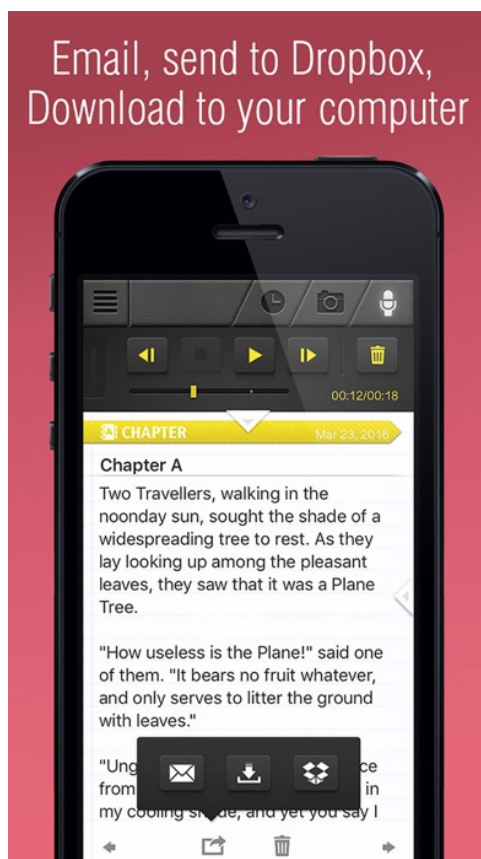 Email, send to Dropbox,
Download to your computer
00:12/00:18
A CHAPTER
Mar 23, 2016
Chapter A
Two Travellers, walking in the
noonday sun, sought the shade of a
widespreading tree to rest. As they
lay looking up among the pleasant
leaves, they saw that it was a Plane
Tree.
"How useless is the Plane!" said one
of them. "It bears no fruit whatever,
and only serves to litter the ground
with leaves."
"Ung
ce
from
in
my cooling shade, and yet you say I